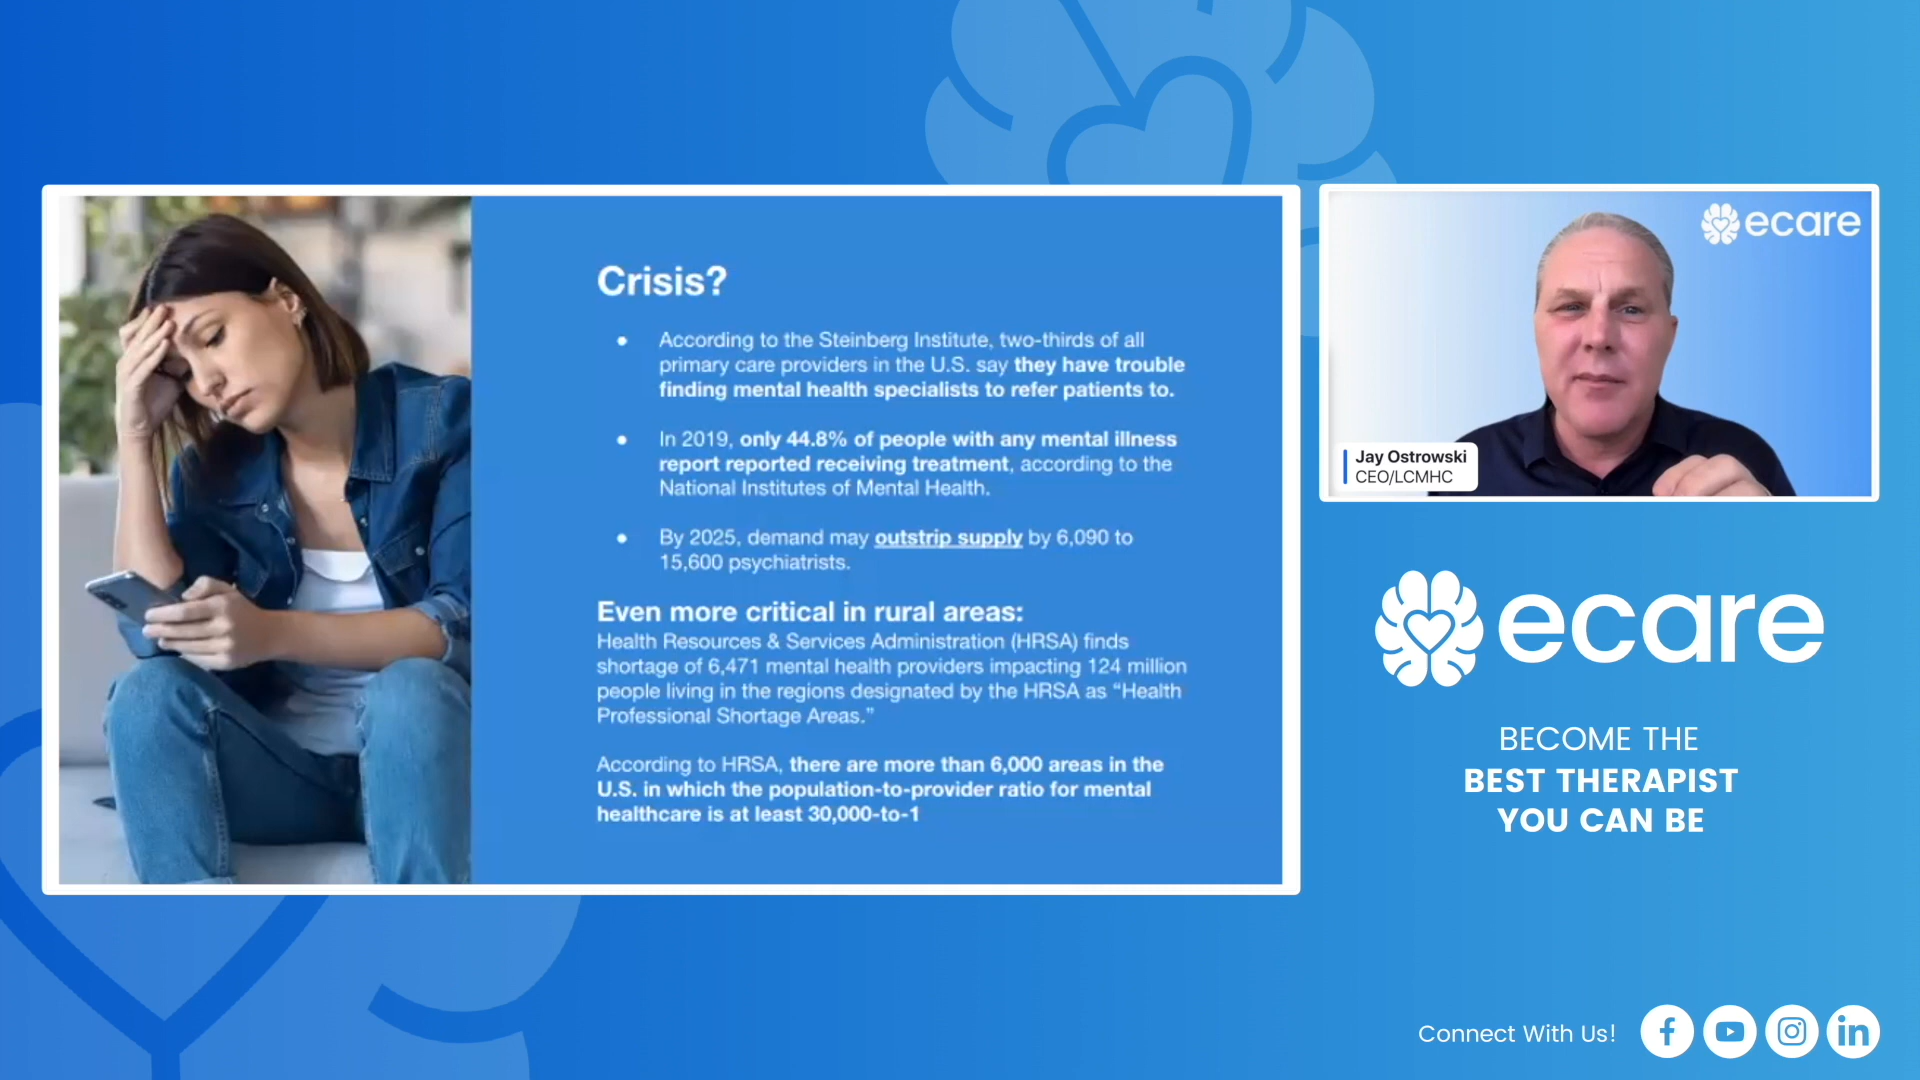 Crisis?
• According to the Steinberg Institute, two-thirds of all
primary care providers in the U.S. say they have trouble
finding mental health specialists to refer patients to.
• In 2019, only 44.8% of people with any mental illness
report reported receiving treatment, according to the
National Institutes of Mental Health.
• By 2025, demand may outstrip supply by 6,090 to
15,600 psychiatrists.
Even more critical in rural areas:
Health Resources & Services Administration (HRSA) finds
shortage of 6,471 mental health providers impacting 124 million
people living in the regions designated by the HRSA as “Health
Professional Shortage Areas.”
According to HRSA, there are more than 6,000 areas in the
U.S. in which the population-to-provider ratio for mental
healthcare is at least 30,000-to-1
ecare
Jay Ostrowski
CEO/LCMHC
ecare
BECOME THE
BEST THERAPIST
YOU CAN BE
Connect With Us!